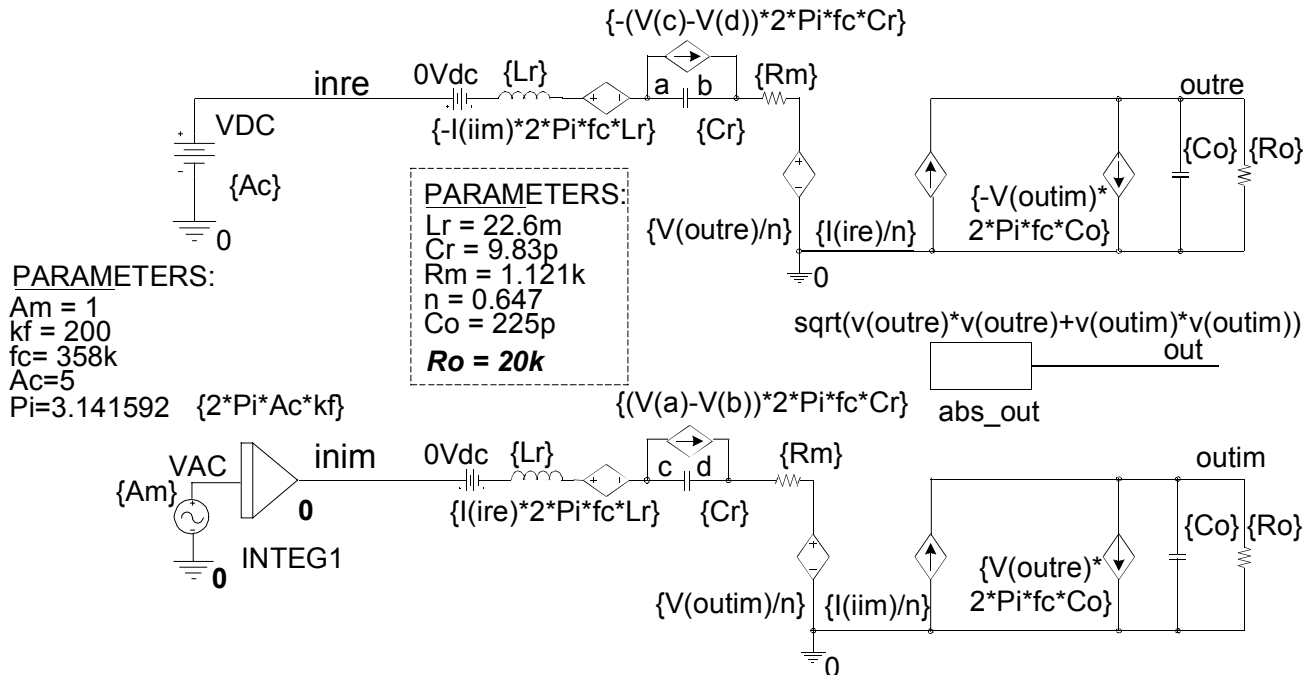 {-(V(c)-V(d))*2*Pi*fc*Cr}
inre
0Vdc
{Lr}
a
b
{Rm}
outre
+
-
VDC
{-I(iim)*2*Pi*fc*Lr}
{Cr}
{Co}
{Ro}
{Ac}
0
PARAMETERS:
Lr = 22.6m
Cr = 9.83p
Rm = 1.121k
n = 0.647
Co = 225p
Ro = 20k
{V(outre)/n}
{I(ire)/n}
{-V(outim)*
2*Pi*fc*Co}
0
PARAMETERS:
Am = 1
kf = 200
fc= 358k
Ac=5
Pi=3.141592
sqrt(v(outre)*v(outre)+v(outim)*v(outim))
out
abs_out
{2*Pi*Ac*kf}
{(V(a)-V(b))*2*Pi*fc*Cr}
VAC
inim
0Vdc
{Lr}
c
d
{Rm}
outim
{Am}
0
{I(ire)*2*Pi*fc*Lr}
{Cr}
{Co}
{Ro}
0
INTEG1
{V(outim)/n}
{I(iim)/n}
{V(outre)*
2*Pi*fc*Co}
0